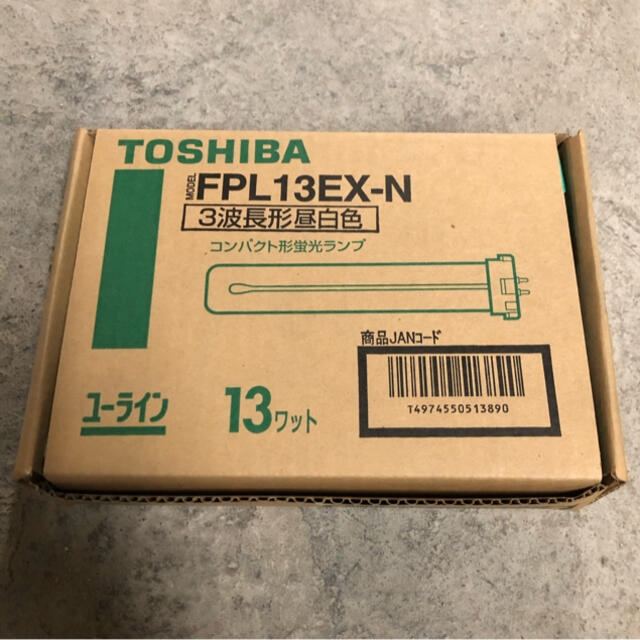 TOSHIBA
MODEL FPL13EX-N
3波長形昼白色
コンパクト形蛍光ランプ
商品JANコード
T4974550513890
ユーライン
13ワット